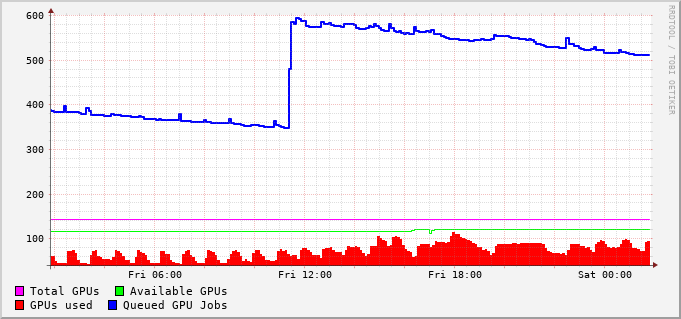 600
500
400
300
200
100
Fri 06:00 Fri 12:00 Fri 18:00 Sat 00:00
Total GPUs Available GPUs
GPUs used Queued GPU Jobs
RRDTOOL / TOBI OETIKER